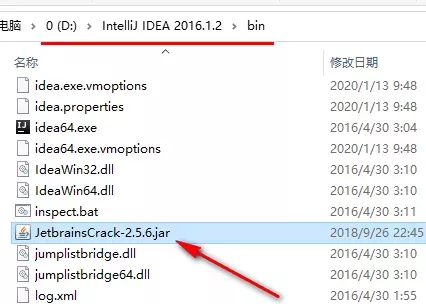 电脑 > 0 (D:) > IntelliJ IDEA 2016.1.2 > bin
名称 修改日期
idea.exe.vmoptions 2020/1/13 9:48
idea.properties 2020/1/13 9:48
idea64.exe 2016/4/30 3:04
idea64.exe.vmoptions 2020/1/13 9:48
IdeaWin32.dll 2016/4/30 3:10
IdeaWin64.dll 2016/4/30 3:10
inspect.bat 2016/4/30 3:11
JetbrainsCrack-2.5.6.jar 2018/9/26 22:45
jumplistbridge.dll 2016/4/30 3:10
jumplistbridge64.dll 2016/4/30 3:10
log.xml 2016/4/30 1:55